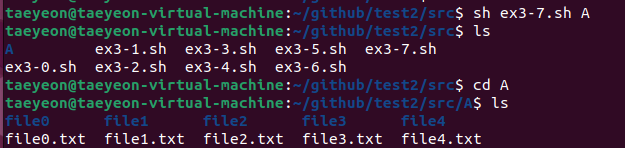 taeyeon@taeyeon-virtual-machine:~/github/test2/src$ sh ex3-7.sh A
taeyeon@taeyeon-virtual-machine:~/github/test2/src$ ls
A ex3-1.sh ex3-3.sh ex3-5.sh ex3-7.sh
ex3-0.sh ex3-2.sh ex3-4.sh ex3-6.sh
taeyeon@taeyeon-virtual-machine:~/github/test2/src$ cd A
taeyeon@taeyeon-virtual-machine:~/github/test2/src/A$ ls
file0 file1 file2 file3 file4
file0.txt file1.txt file2.txt file3.txt file4.txt